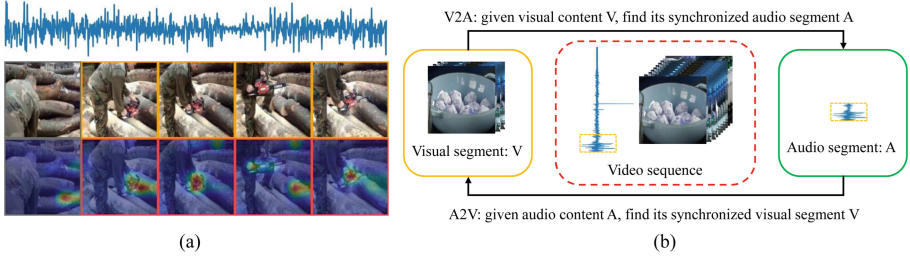 V2A: given visual content V, find its synchronized audio segment A
Visual segment: V
Video sequence
Audio segment: A
A2V: given audio content A, find its synchronized visual segment V
(a)
(b)